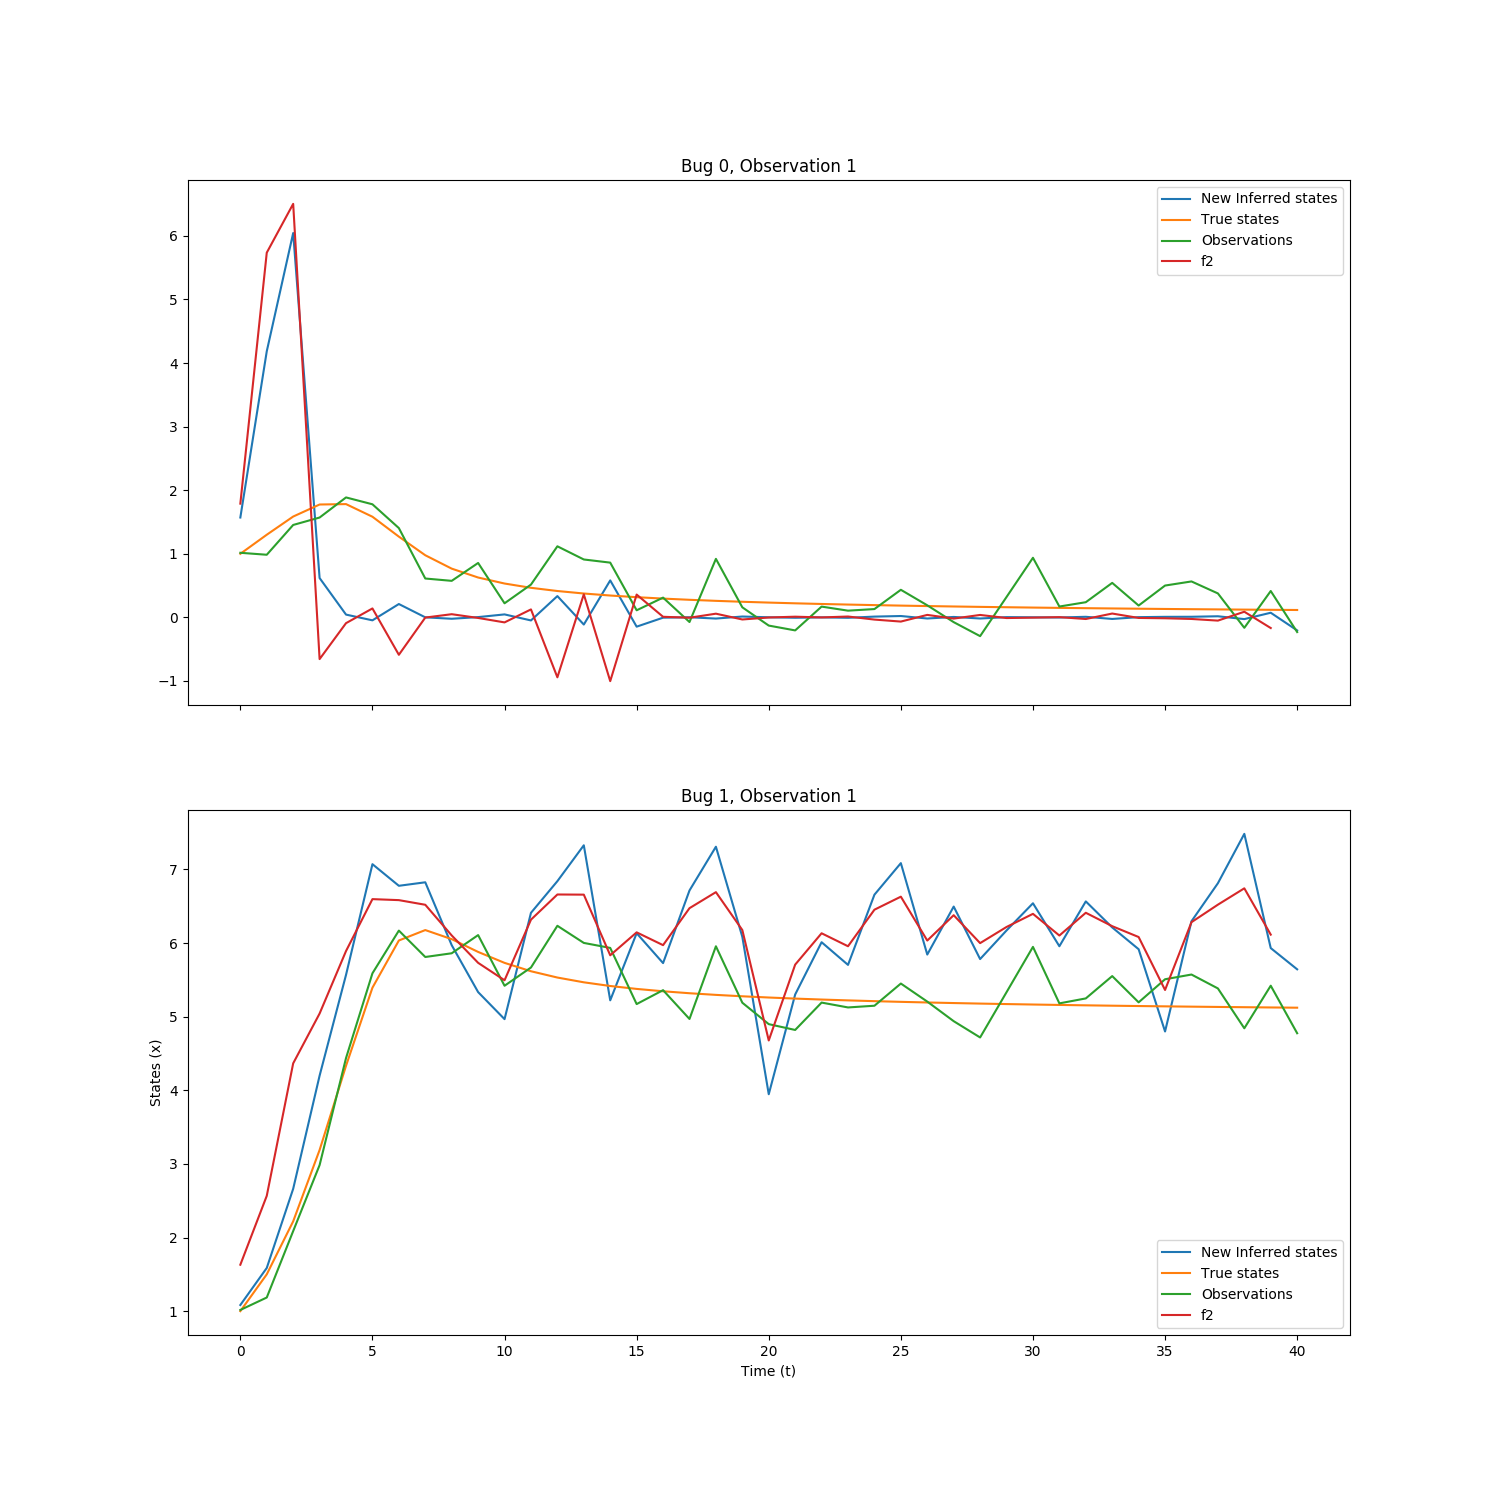 Bug 0, Observation 1
New Inferred states
True states
Observations
f2
6
5
4
3
2
1
0
−1
Bug 1, Observation 1
7
6
5
4
3
2
1
States (x)
New Inferred states
True states
Observations
f2
0 5 10 15 20 25 30 35 40
Time (t)